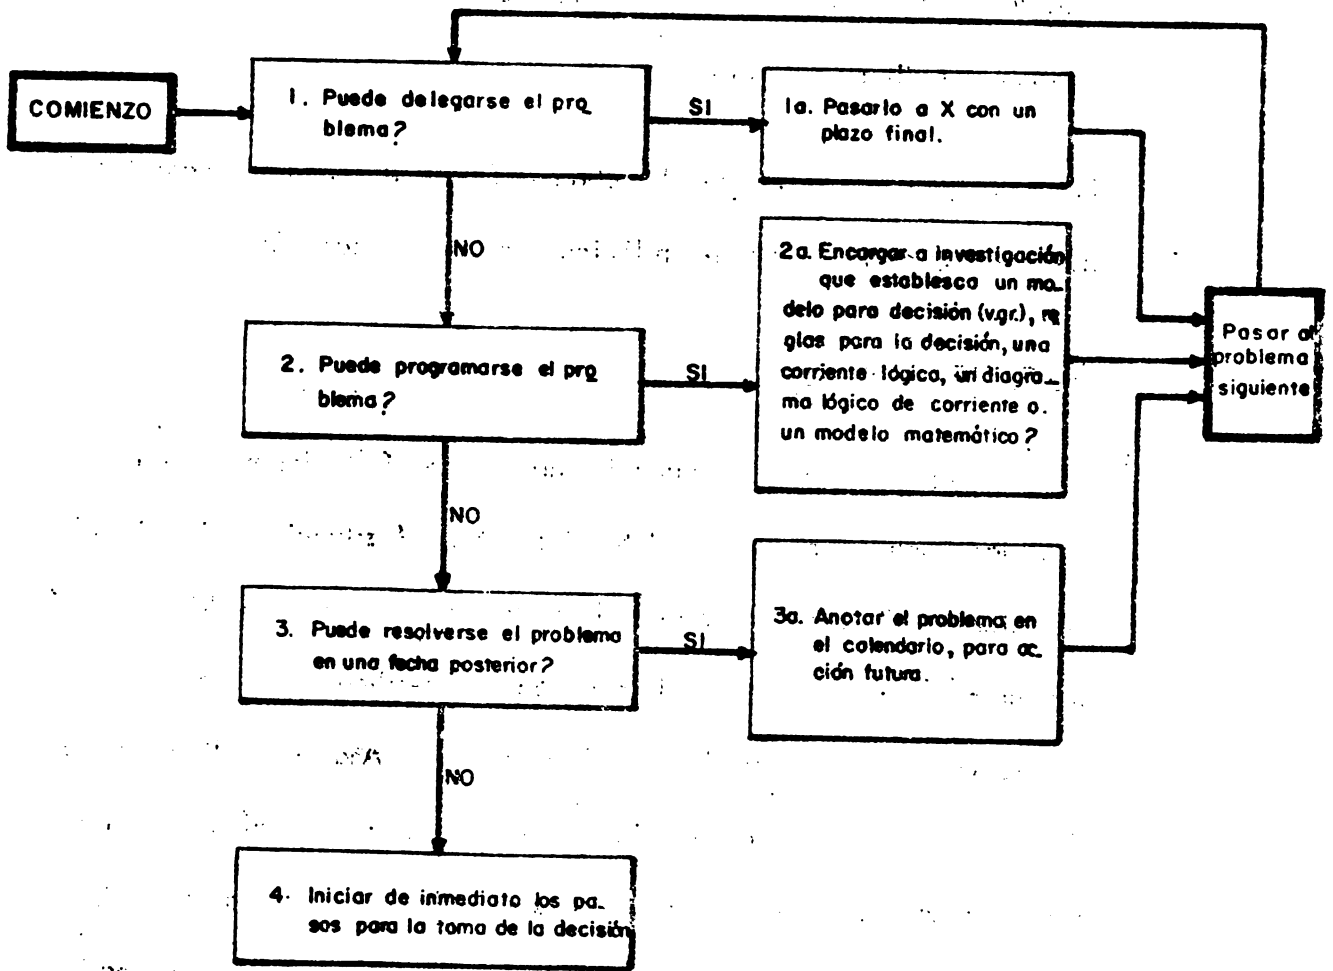 COMIENZO
1. Puede delegarse el pro
blema?
SI
1a. Pasarlo a X con un
plazo final.
NO
2. Puede programarse el pro
blema?
SI
2a. Encargar a investigación
que establesca un mo-
delo para decisión (v.gr.), re
glas para la decisión, una
corriente lógica, un diagra-
ma lógico de corriente o
un modelo matemático?
Pasar al
problema
siguiente
NO
3. Puede resolverse el problema
en una fecha posterior?
SI
3a. Anotar el problema en
el calendario, para ac-
ción futura.
NO
4. Iniciar de inmediato los pa-
sos para la toma de la decisión